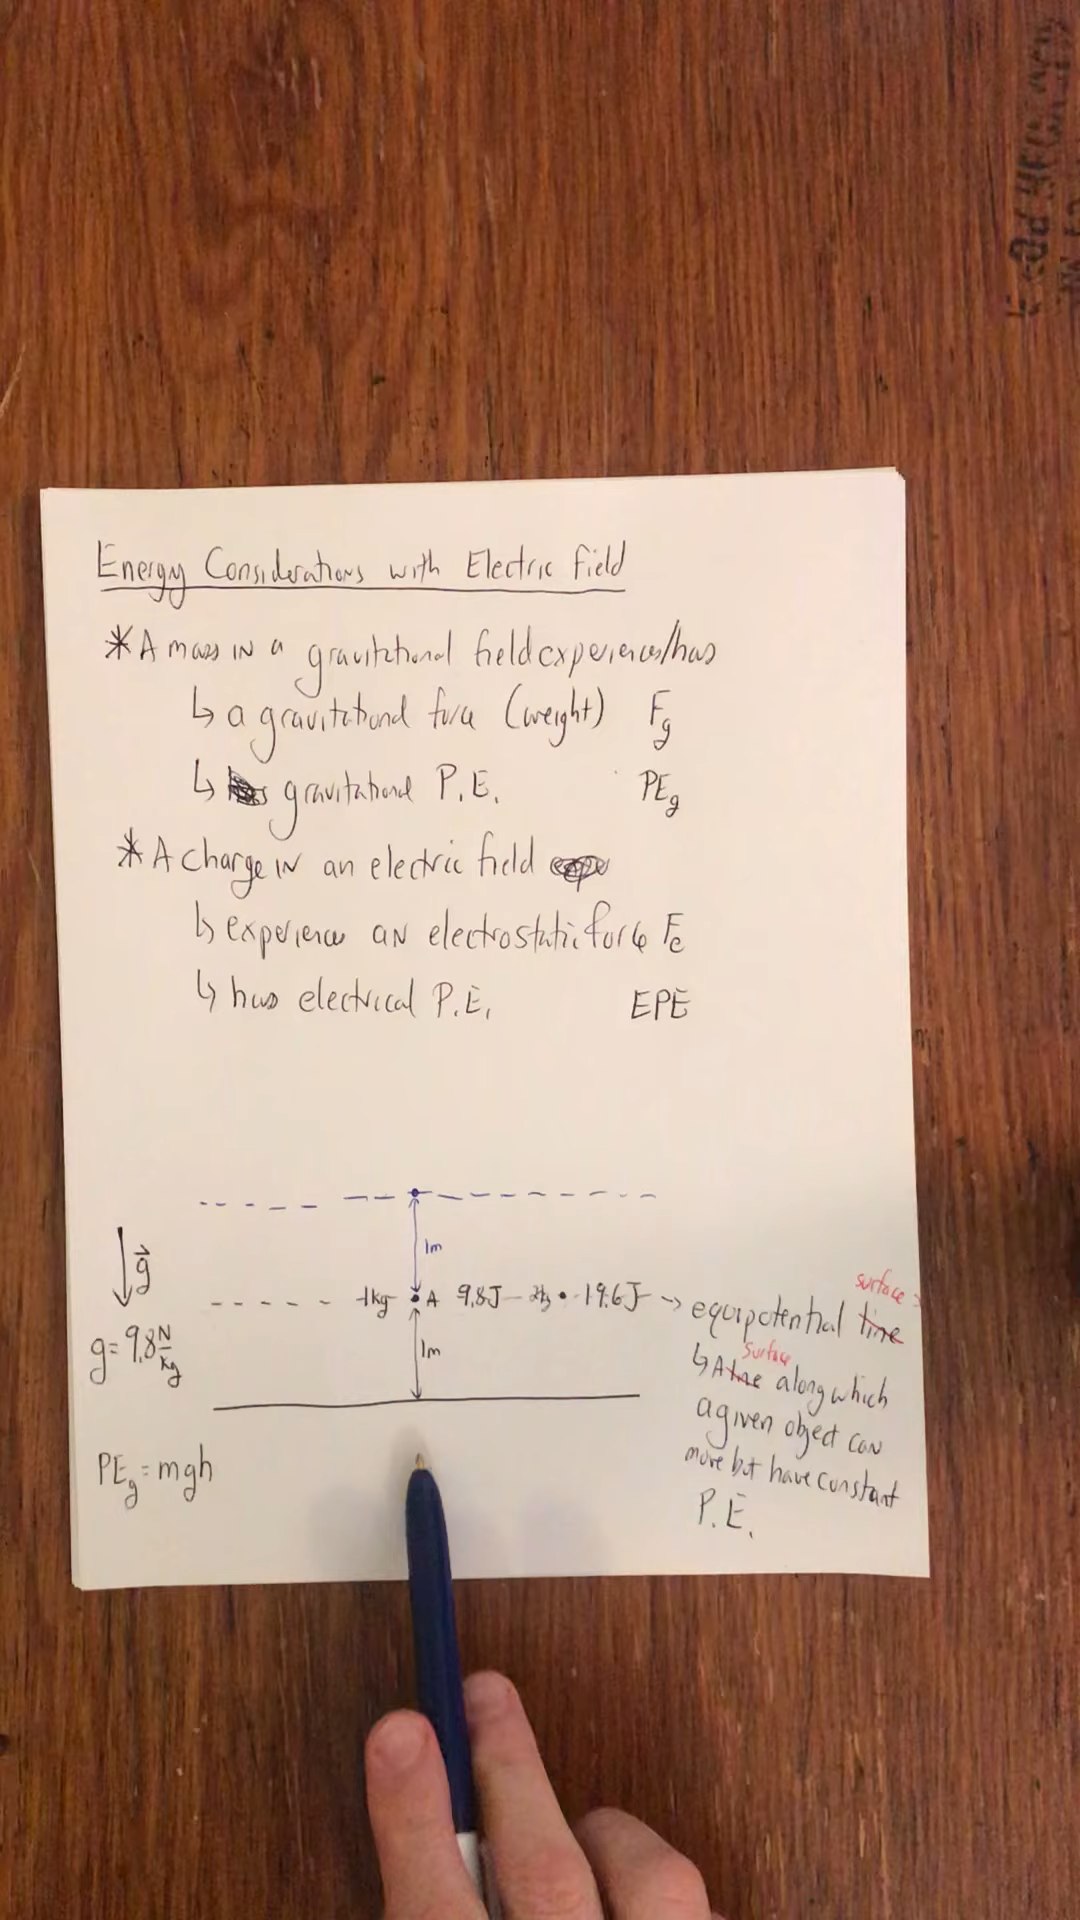 Energy Considerations with Electric Field
* A mass in a gravitational field experiences/has
↳ a gravitational force (weight) Fg
↳ gravitational P.E. PEg
* A charge in an electric field
↳ experiences an electrostatic force Fe
↳ has electrical P.E. EPE
1m
g⃗
1kg A 9.8J 2kg 19.6J → equipotential line surface
g = 9.8 N/kg
1m
↳ A line surface along which
a given object can
move but have constant
P.E.
PEg = mgh